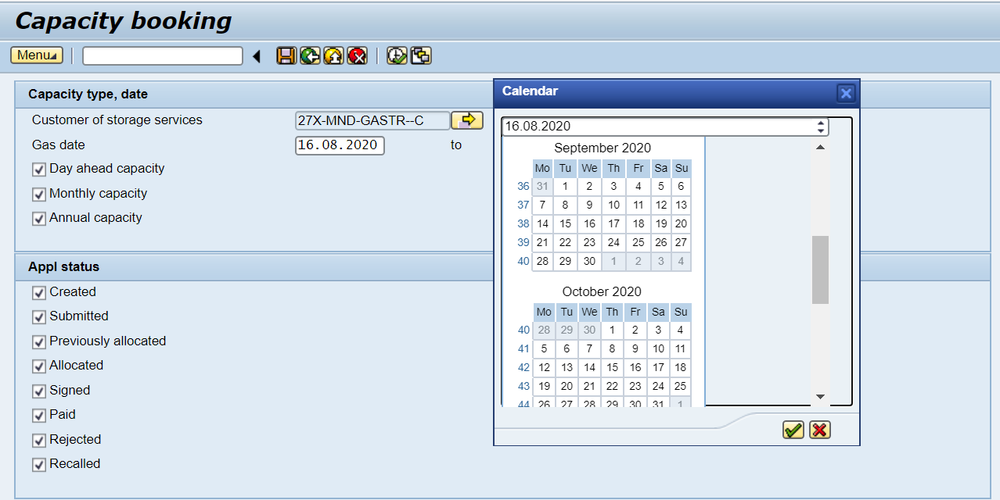 Capacity booking
Menu
Capacity type, date
Customer of storage services 27X-MND-GASTR--C
Gas date 16.08.2020 to
Day ahead capacity
Monthly capacity
Annual capacity
Appl status
Created
Submitted
Previously allocated
Allocated
Signed
Paid
Rejected
Recalled
Calendar
16.08.2020
September 2020
Mo Tu We Th Fr Sa Su
36 31 1 2 3 4 5 6
37 7 8 9 10 11 12 13
38 14 15 16 17 18 19 20
39 21 22 23 24 25 26 27
40 28 29 30 1 2 3 4
October 2020
Mo Tu We Th Fr Sa Su
40 28 29 30 1 2 3 4
41 5 6 7 8 9 10 11
42 12 13 14 15 16 17 18
43 19 20 21 22 23 24 25
44 26 27 28 29 30 31 1